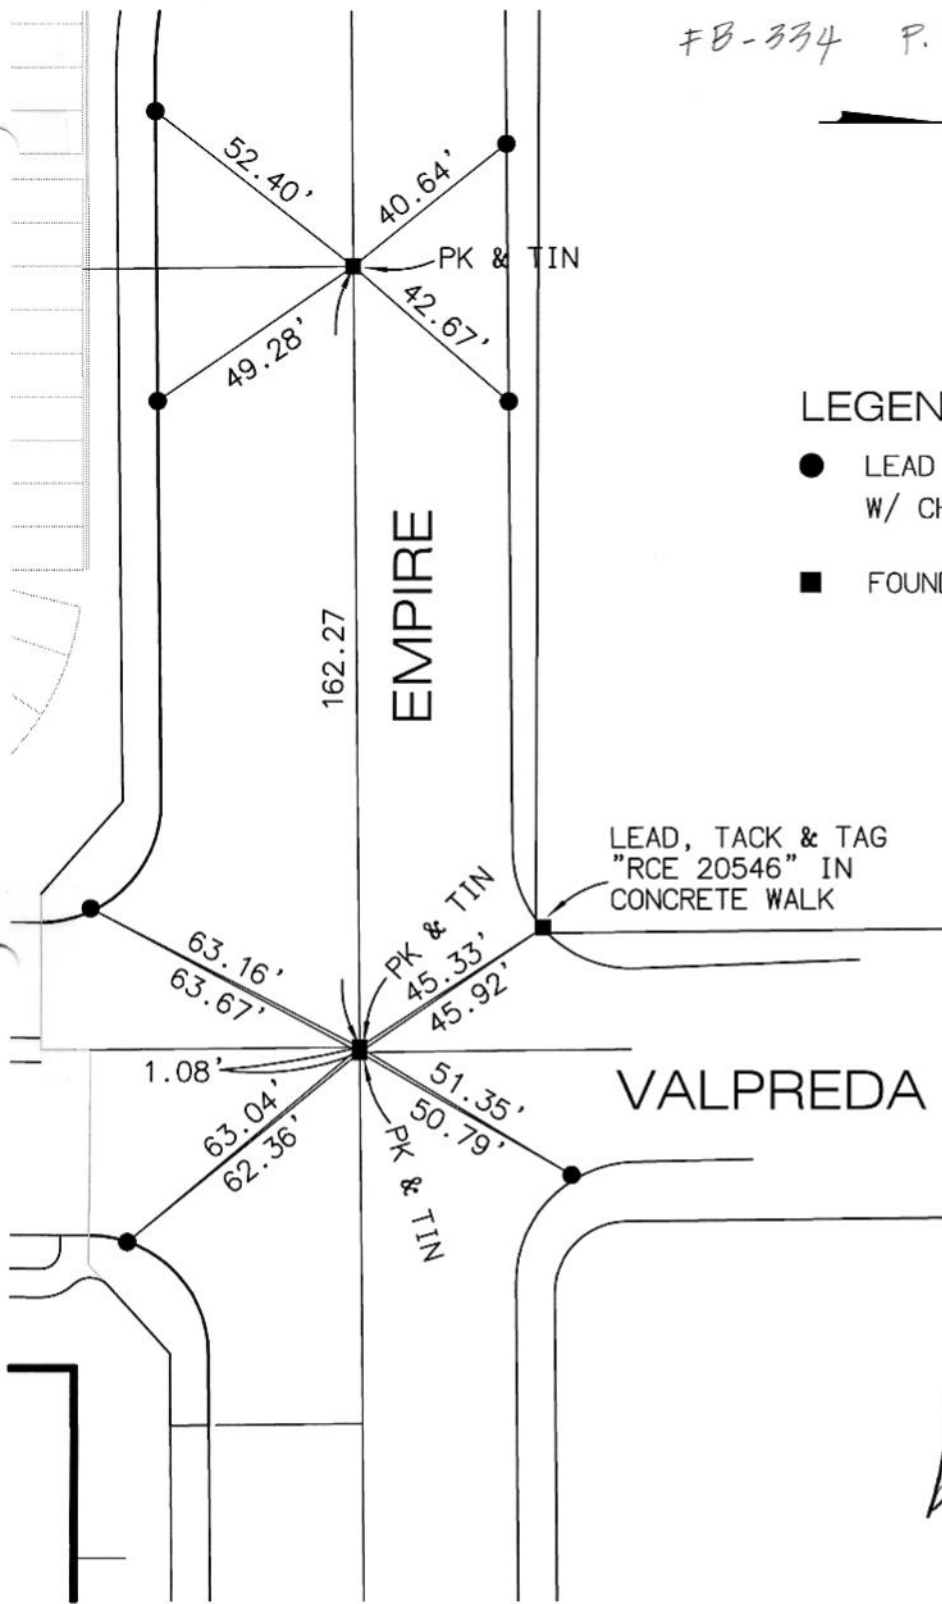 FB-334 P.
52.40'
40.64'
PK & TIN
42.67'
49.28'
LEGEN
LEAD
W/ CH
FOUND
EMPIRE
162.27
LEAD, TACK & TAG
"RCE 20546" IN
CONCRETE WALK
PK & TIN
63.16'
63.67'
45.33'
45.92'
1.08'
63.04'
62.36'
51.35'
50.79'
VALPREDA
PK & TIN